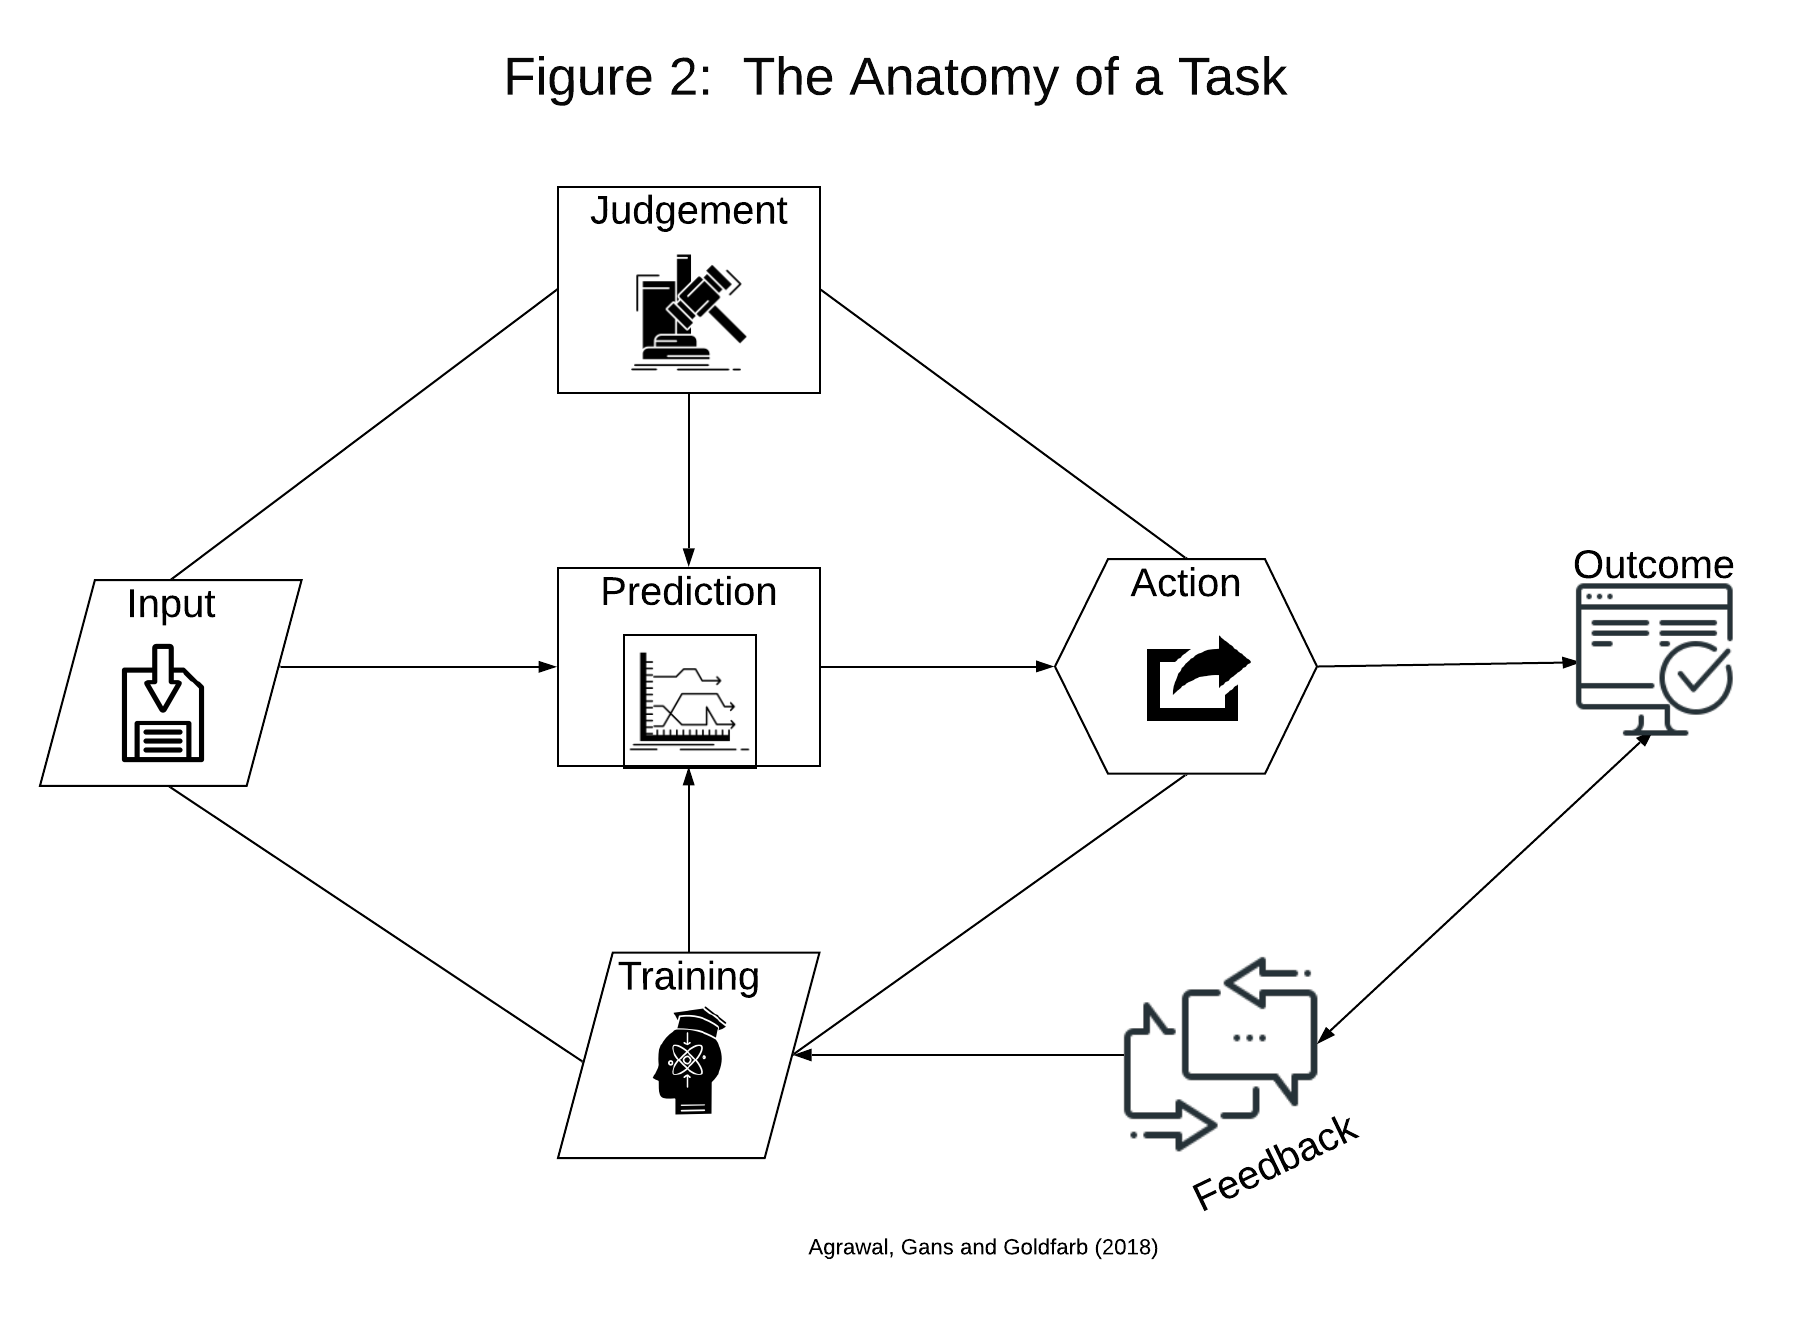 Figure 2:  The Anatomy of a Task
Judgement
Outcome
Input
Prediction
Action
Training
Feedback
Agrawal, Gans and Goldfarb (2018)